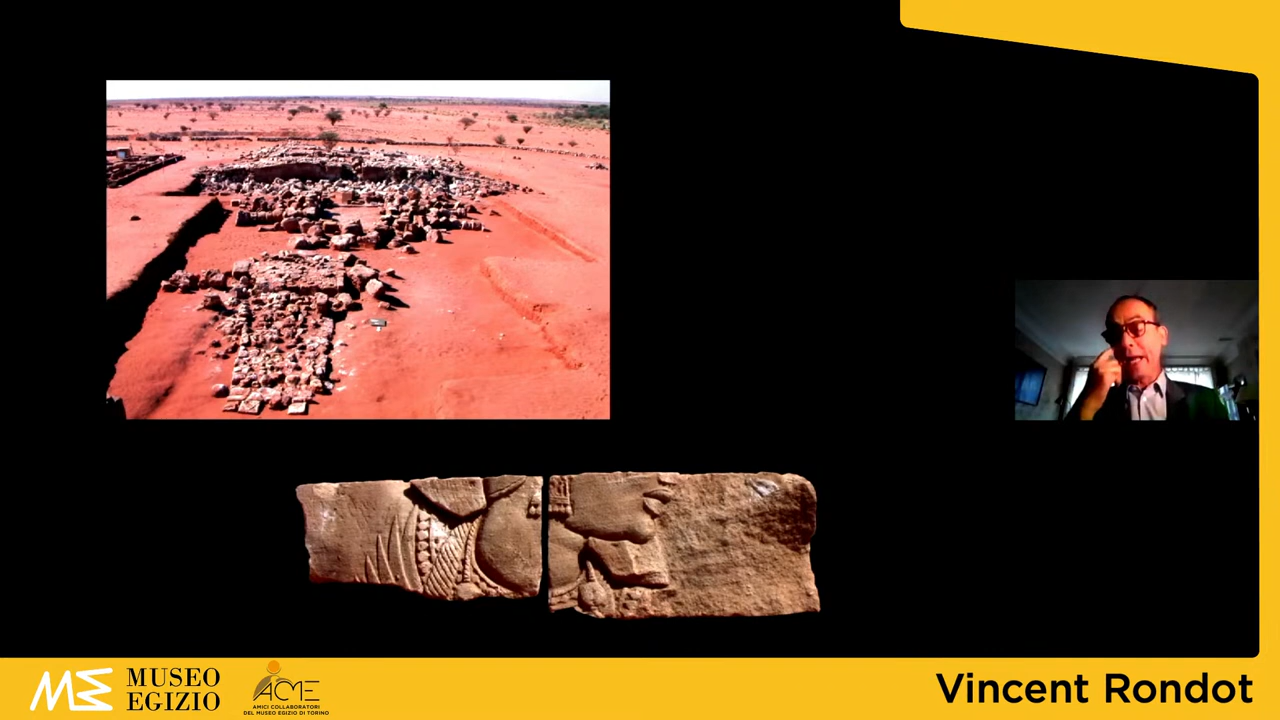 MUSEO
EGIZIO
ACME
AMICI COLLABORATORI
DEL MUSEO EGIZIO DI TORINO
Vincent Rondot